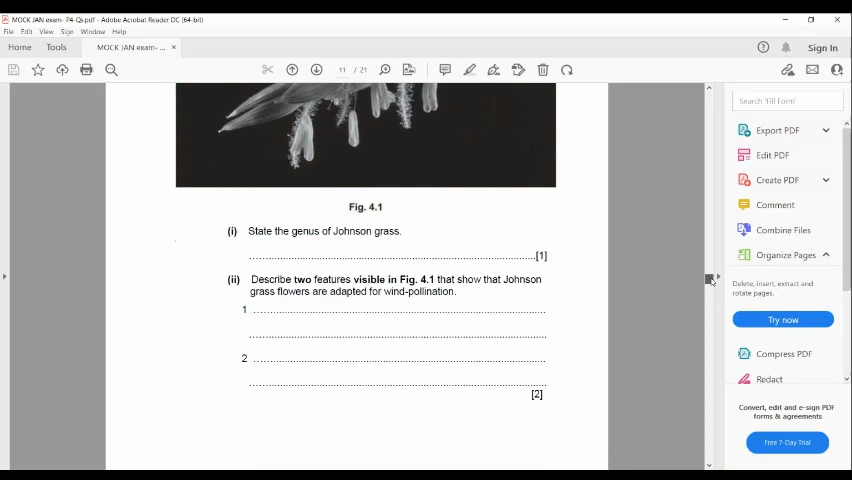 MOCK JAN exam- P4-Qs.pdf - Adobe Acrobat Reader DC (64-bit)
File Edit View Sign Window Help
Home Tools MOCK JAN exam- ... × Sign In
11 / 21
Search 'Fill Form'
Export PDF
Edit PDF
Create PDF
Comment
Combine Files
Organize Pages
Delete, insert, extract and
rotate pages.
Try now
Compress PDF
Redact
Convert, edit and e-sign PDF
forms & agreements
Free 7-Day Trial
Fig. 4.1
(i) State the genus of Johnson grass.
..............................................................................[1]
(ii) Describe two features visible in Fig. 4.1 that show that Johnson
grass flowers are adapted for wind-pollination.
1 ..............................................................................
..............................................................................
2 ..............................................................................
..............................................................................
[2]